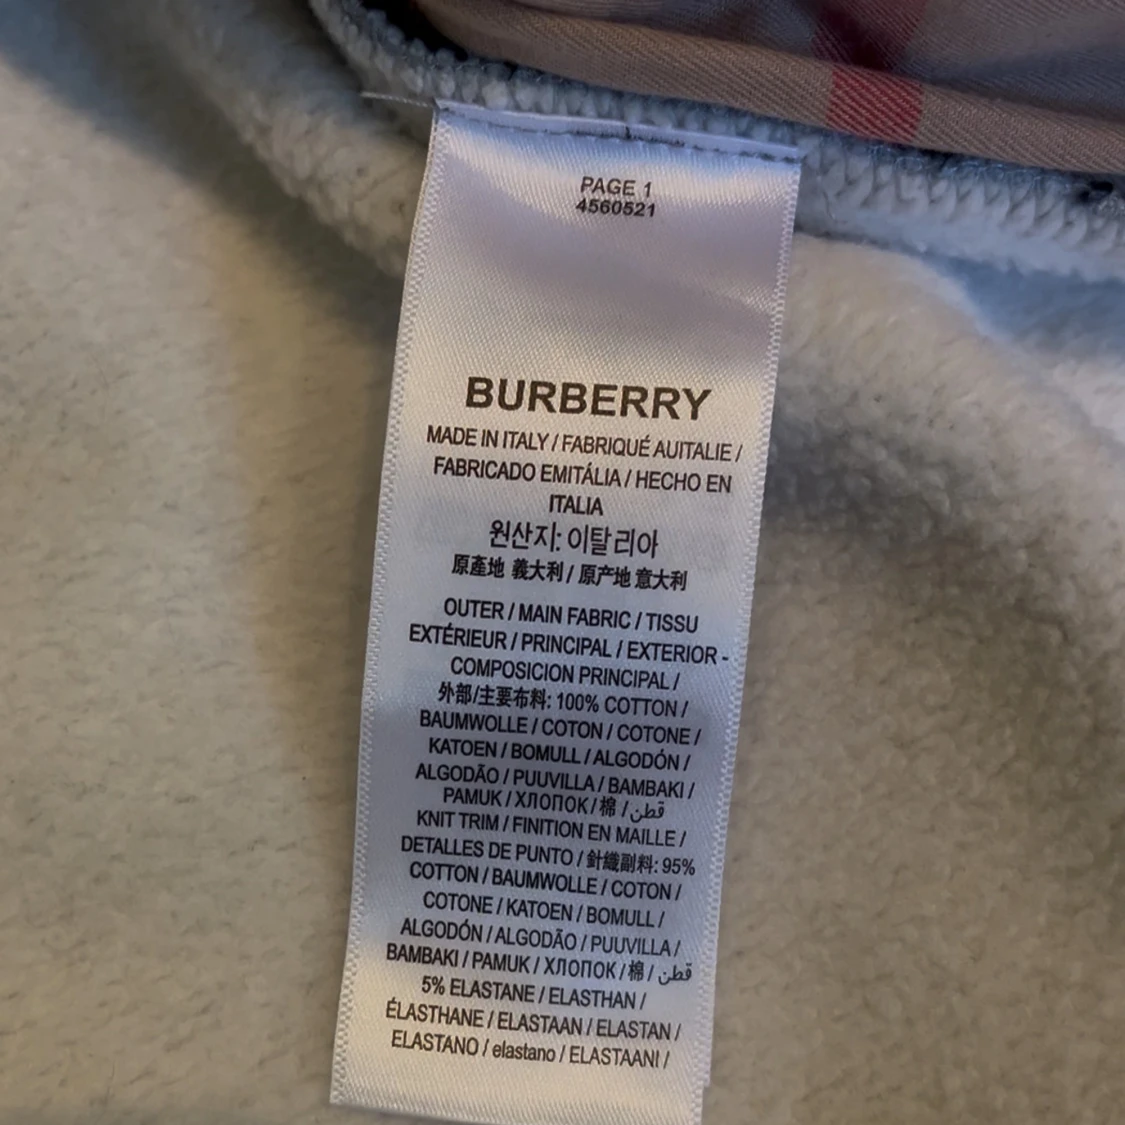 PAGE 1
4560521
BURBERRY
MADE IN ITALY / FABRIQUÉ AUITALIE /
FABRICADO EMITÁLIA / HECHO EN
ITALIA
원산지: 이탈리아
原產地 義大利 / 原产地 意大利
OUTER / MAIN FABRIC / TISSU
EXTÉRIEUR / PRINCIPAL / EXTERIOR -
COMPOSICION PRINCIPAL /
外部/主要布料: 100% COTTON /
BAUMWOLLE / COTON / COTONE /
KATOEN / BOMULL / ALGODÓN /
ALGODÃO / PUUVILLA / BAMBAKI /
PAMUK / ХЛОПОК / 棉 / قطن
KNIT TRIM / FINITION EN MAILLE /
DETALLES DE PUNTO / 針織副料: 95%
COTTON / BAUMWOLLE / COTON /
COTONE / KATOEN / BOMULL /
ALGODÓN / ALGODÃO / PUUVILLA /
BAMBAKI / PAMUK / ХЛОПОК / 棉 / قطن
5% ELASTANE / ELASTHAN /
ÉLASTHANE / ELASTAAN / ELASTAN /
ELASTANO / elastano / ELASTAANI /